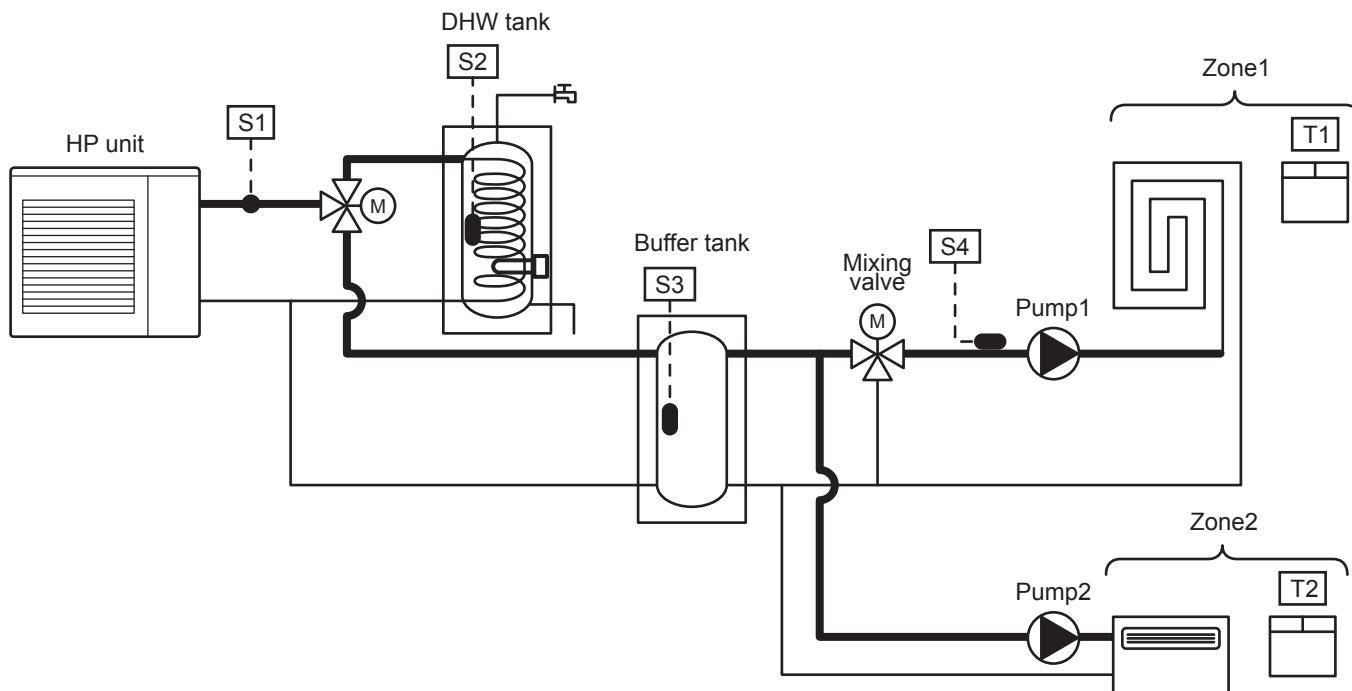 DHW tank
S2
Zone1
S1
T1
HP unit
M
Buffer tank
S4
Mixing
valve
S3
Pump1
M
Zone2
Pump2
T2